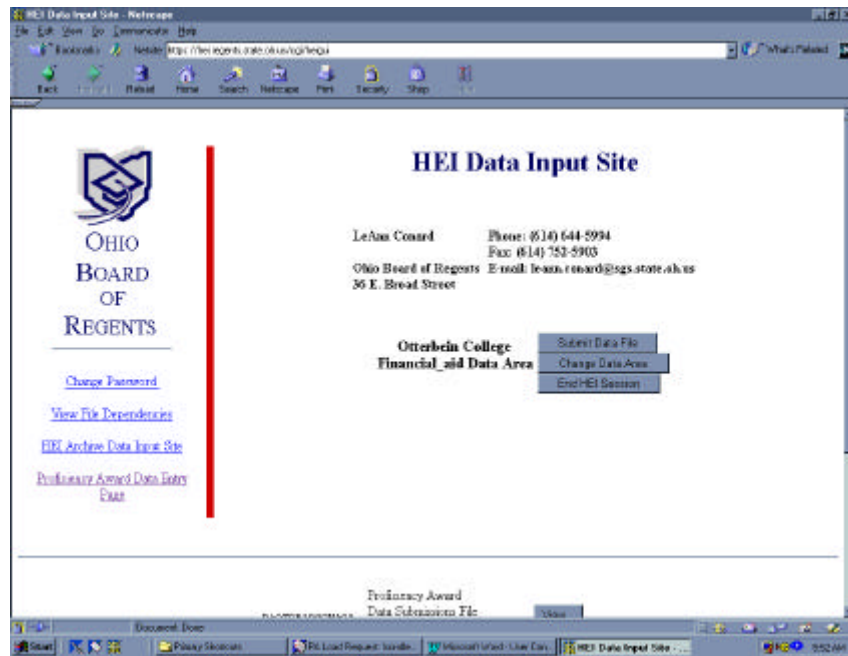 HEI Data Input Site - Netscape
File Edit View Go Communicator Help
Bookmarks Netsite: What's Related
Back Reload Home Search Netscape Print Security Shop
HEI Data Input Site
OHIO
BOARD
OF
REGENTS
Change Password
View File Dependencies
HEI Archive Data Input Site
Proficiency Award Data Entry
Page
LeAnn Conard Phone: (614) 644-5994
Fax: (614) 752-5903
Ohio Board of Regents E-mail: leann.conard@sgs.state.oh.us
36 E. Broad Street
Otterbein College
Financial_aid Data Area
Submit Data File
Change Data Area
End HEI Session
Proficiency Award
Data Submission File
View
Document: Done
Start
HEI Data Input Site - ...
9:52 AM